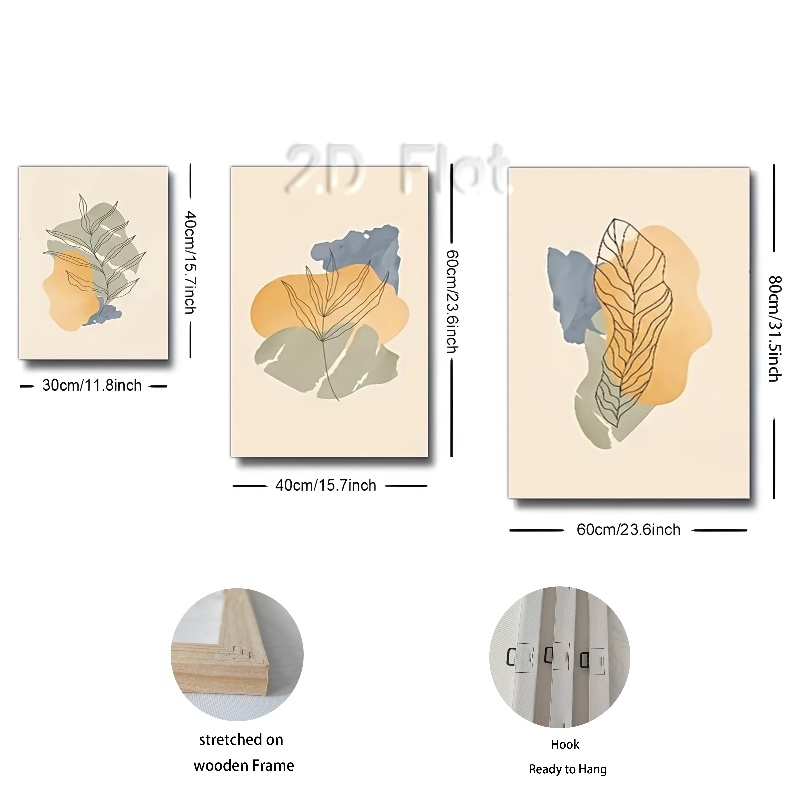 2D Flat
40cm/15.7inch
60cm/23.6inch
80cm/31.5inch
30cm/11.8inch
40cm/15.7inch
60cm/23.6inch
stretched on
wooden Frame
Hook
Ready to Hang